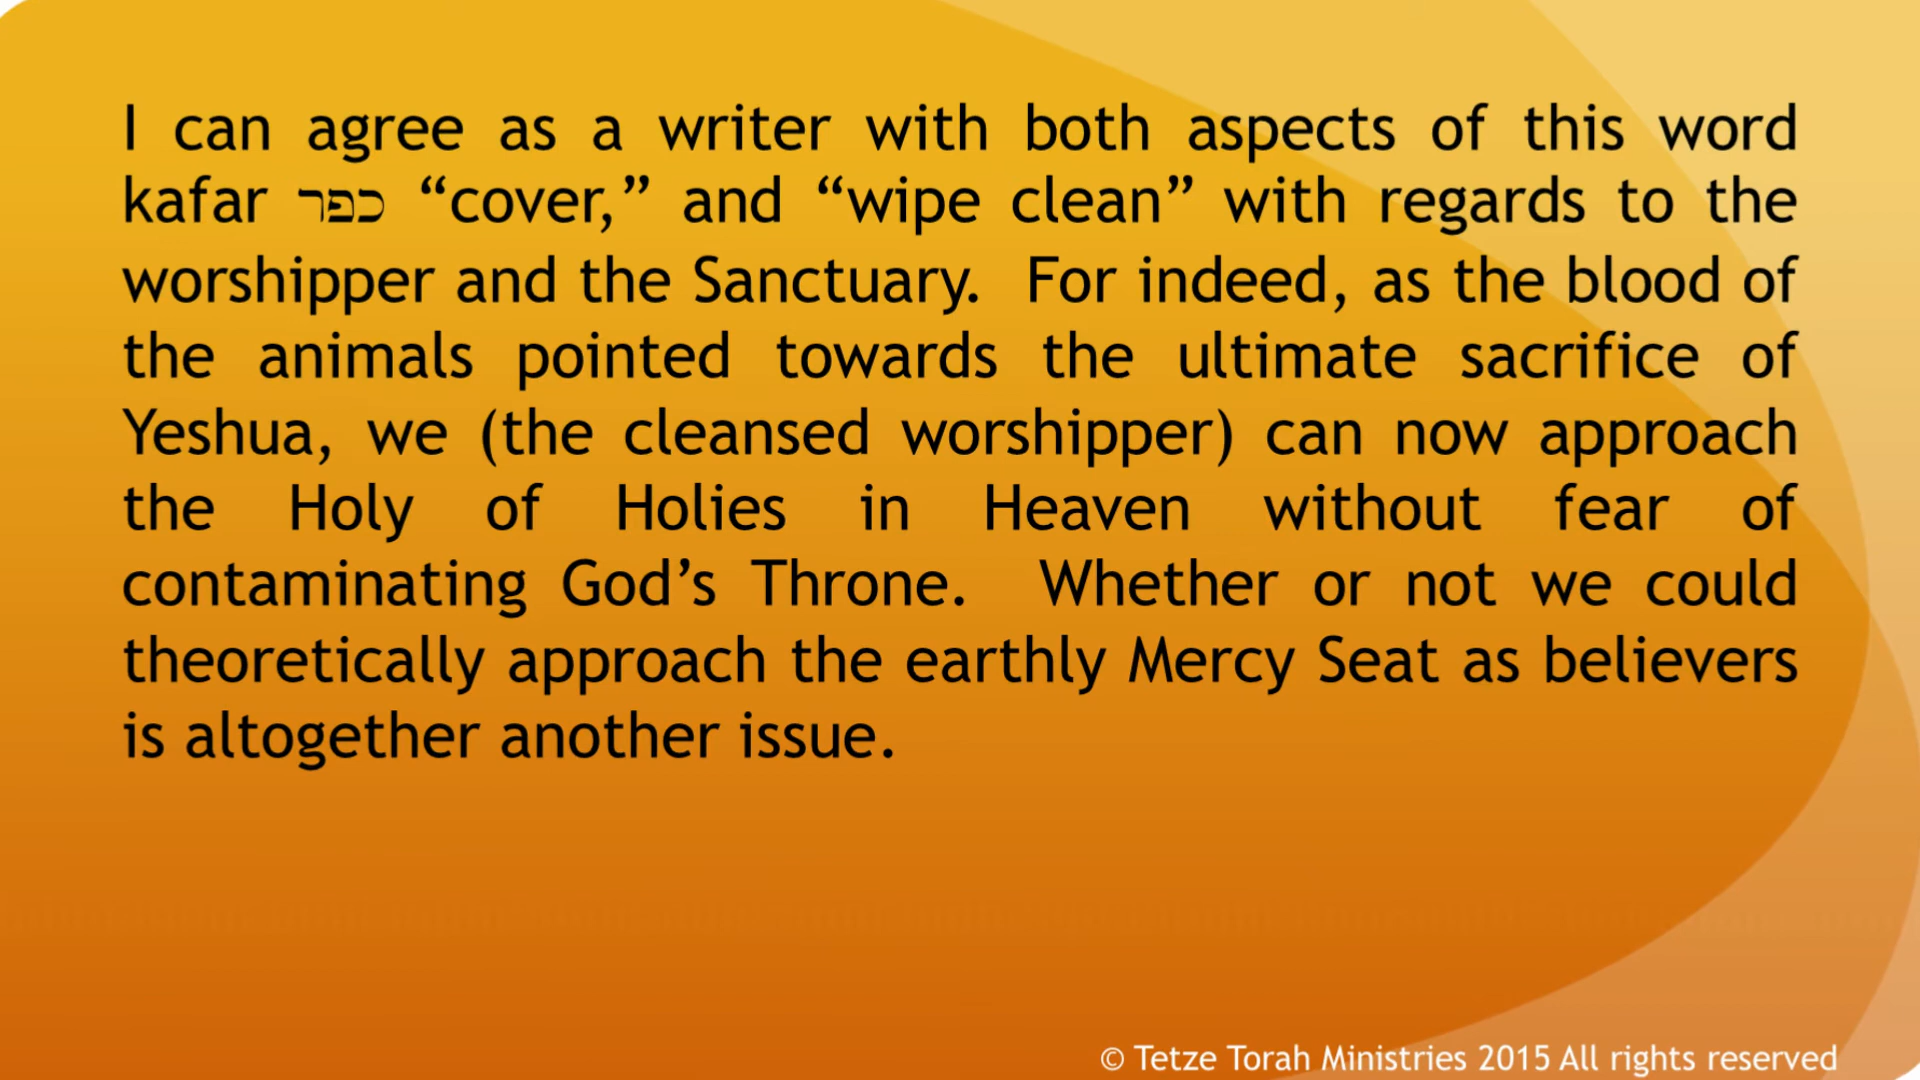 I can agree as a writer with both aspects of this word
kafar כפר “cover,” and “wipe clean” with regards to the
worshipper and the Sanctuary. For indeed, as the blood of
the animals pointed towards the ultimate sacrifice of
Yeshua, we (the cleansed worshipper) can now approach
the Holy of Holies in Heaven without fear of
contaminating God’s Throne. Whether or not we could
theoretically approach the earthly Mercy Seat as believers
is altogether another issue.
© Tetze Torah Ministries 2015 All rights reserved